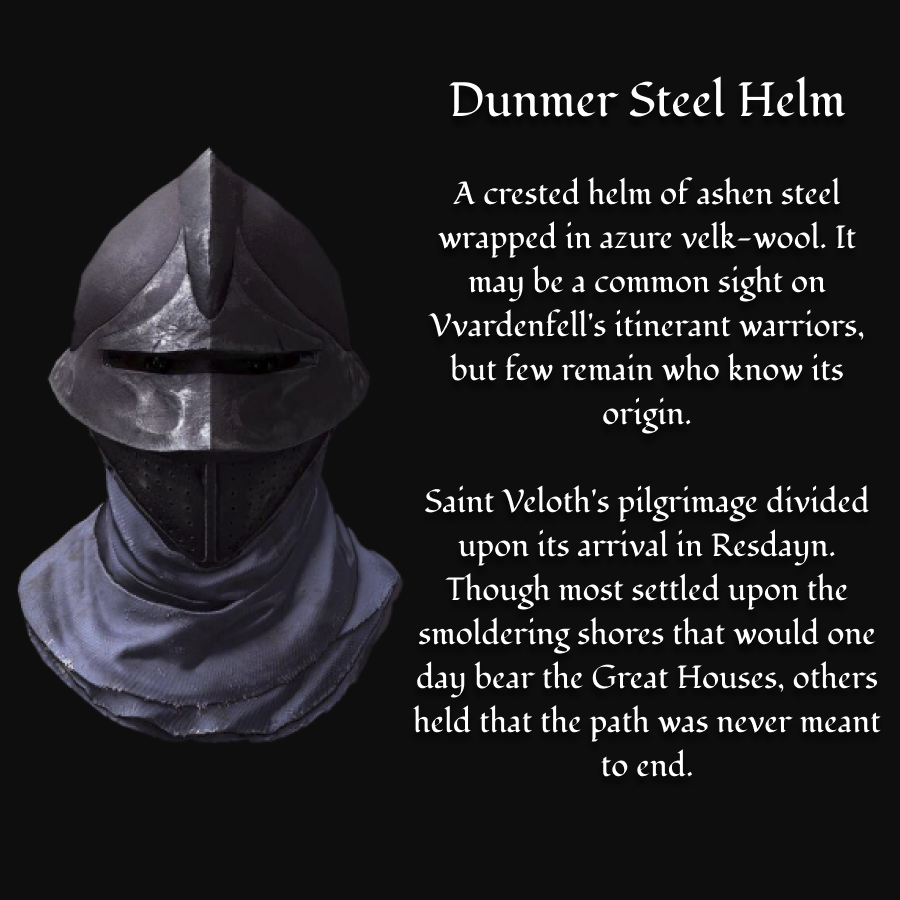 Dunmer Steel Helm
A crested helm of ashen steel
wrapped in azure velk-wool. It
may be a common sight on
Vvardenfell's itinerant warriors,
but few remain who know its
origin.
Saint Veloth's pilgrimage divided
upon its arrival in Resdayn.
Though most settled upon the
smoldering shores that would one
day bear the Great Houses, others
held that the path was never meant
to end.